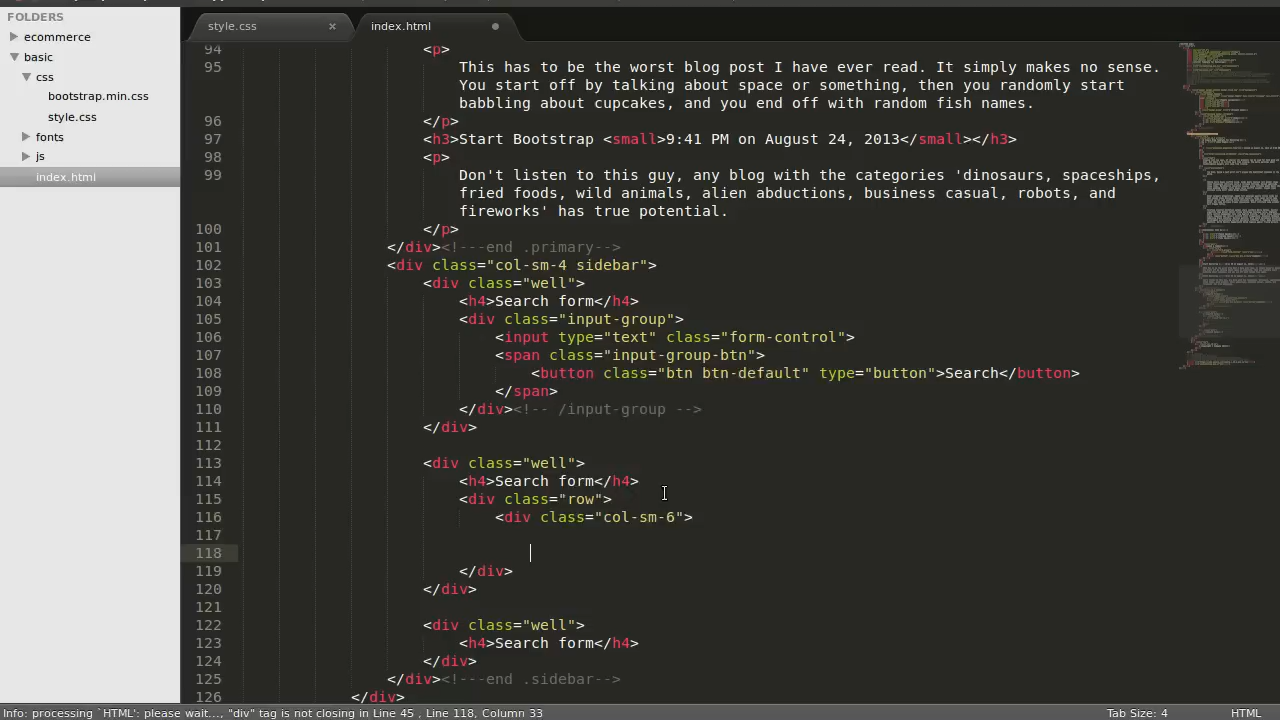 FOLDERS
ecommerce
basic
css
bootstrap.min.css
style.css
fonts
js
index.html
style.css ×
index.html
94 <p>
95 This to be the worst blog post I have ever read. It simply makes no sense.
You start off by talking about space or something, then you randomly start
babbling about cupcakes, and you end off with random fish names.
96 </p>
97 <h3>Start Bootstrap <small>9:41 PM on August 24, 2013</small></h3>
98 <p>
99 Don't listen to this guy, any blog with the categories 'dinosaurs, spaceships,
fried foods, wild animals, alien abductions, business casual, robots, and
fireworks' has true potential.
100 </p>
101 </div><!---end .primary-->
102 <div class="col-sm-4 sidebar">
103 <div class="well">
104 <h4>Search form</h4>
105 <div class="input-group">
106 <input type="text" class="form-control">
107 <span class="input-group-btn">
108 <button class="btn btn-default" type="button">Search</button>
109 </span>
110 </div><!-- /input-group -->
111 </div>
112
113 <div class="well">
114 <h4>Search form</h4>
115 <div class="row">
116 <div class="col-sm-6">
117
118
119 </div>
120 </div>
121
122 <div class="well">
123 <h4>Search form</h4>
124 </div>
125 </div><!---end .sidebar-->
126 </div>
Info: processing `HTML': please wait..., "div" tag is not closing in Line 45 , Line 118, Column 33
Tab Size: 4
HTML